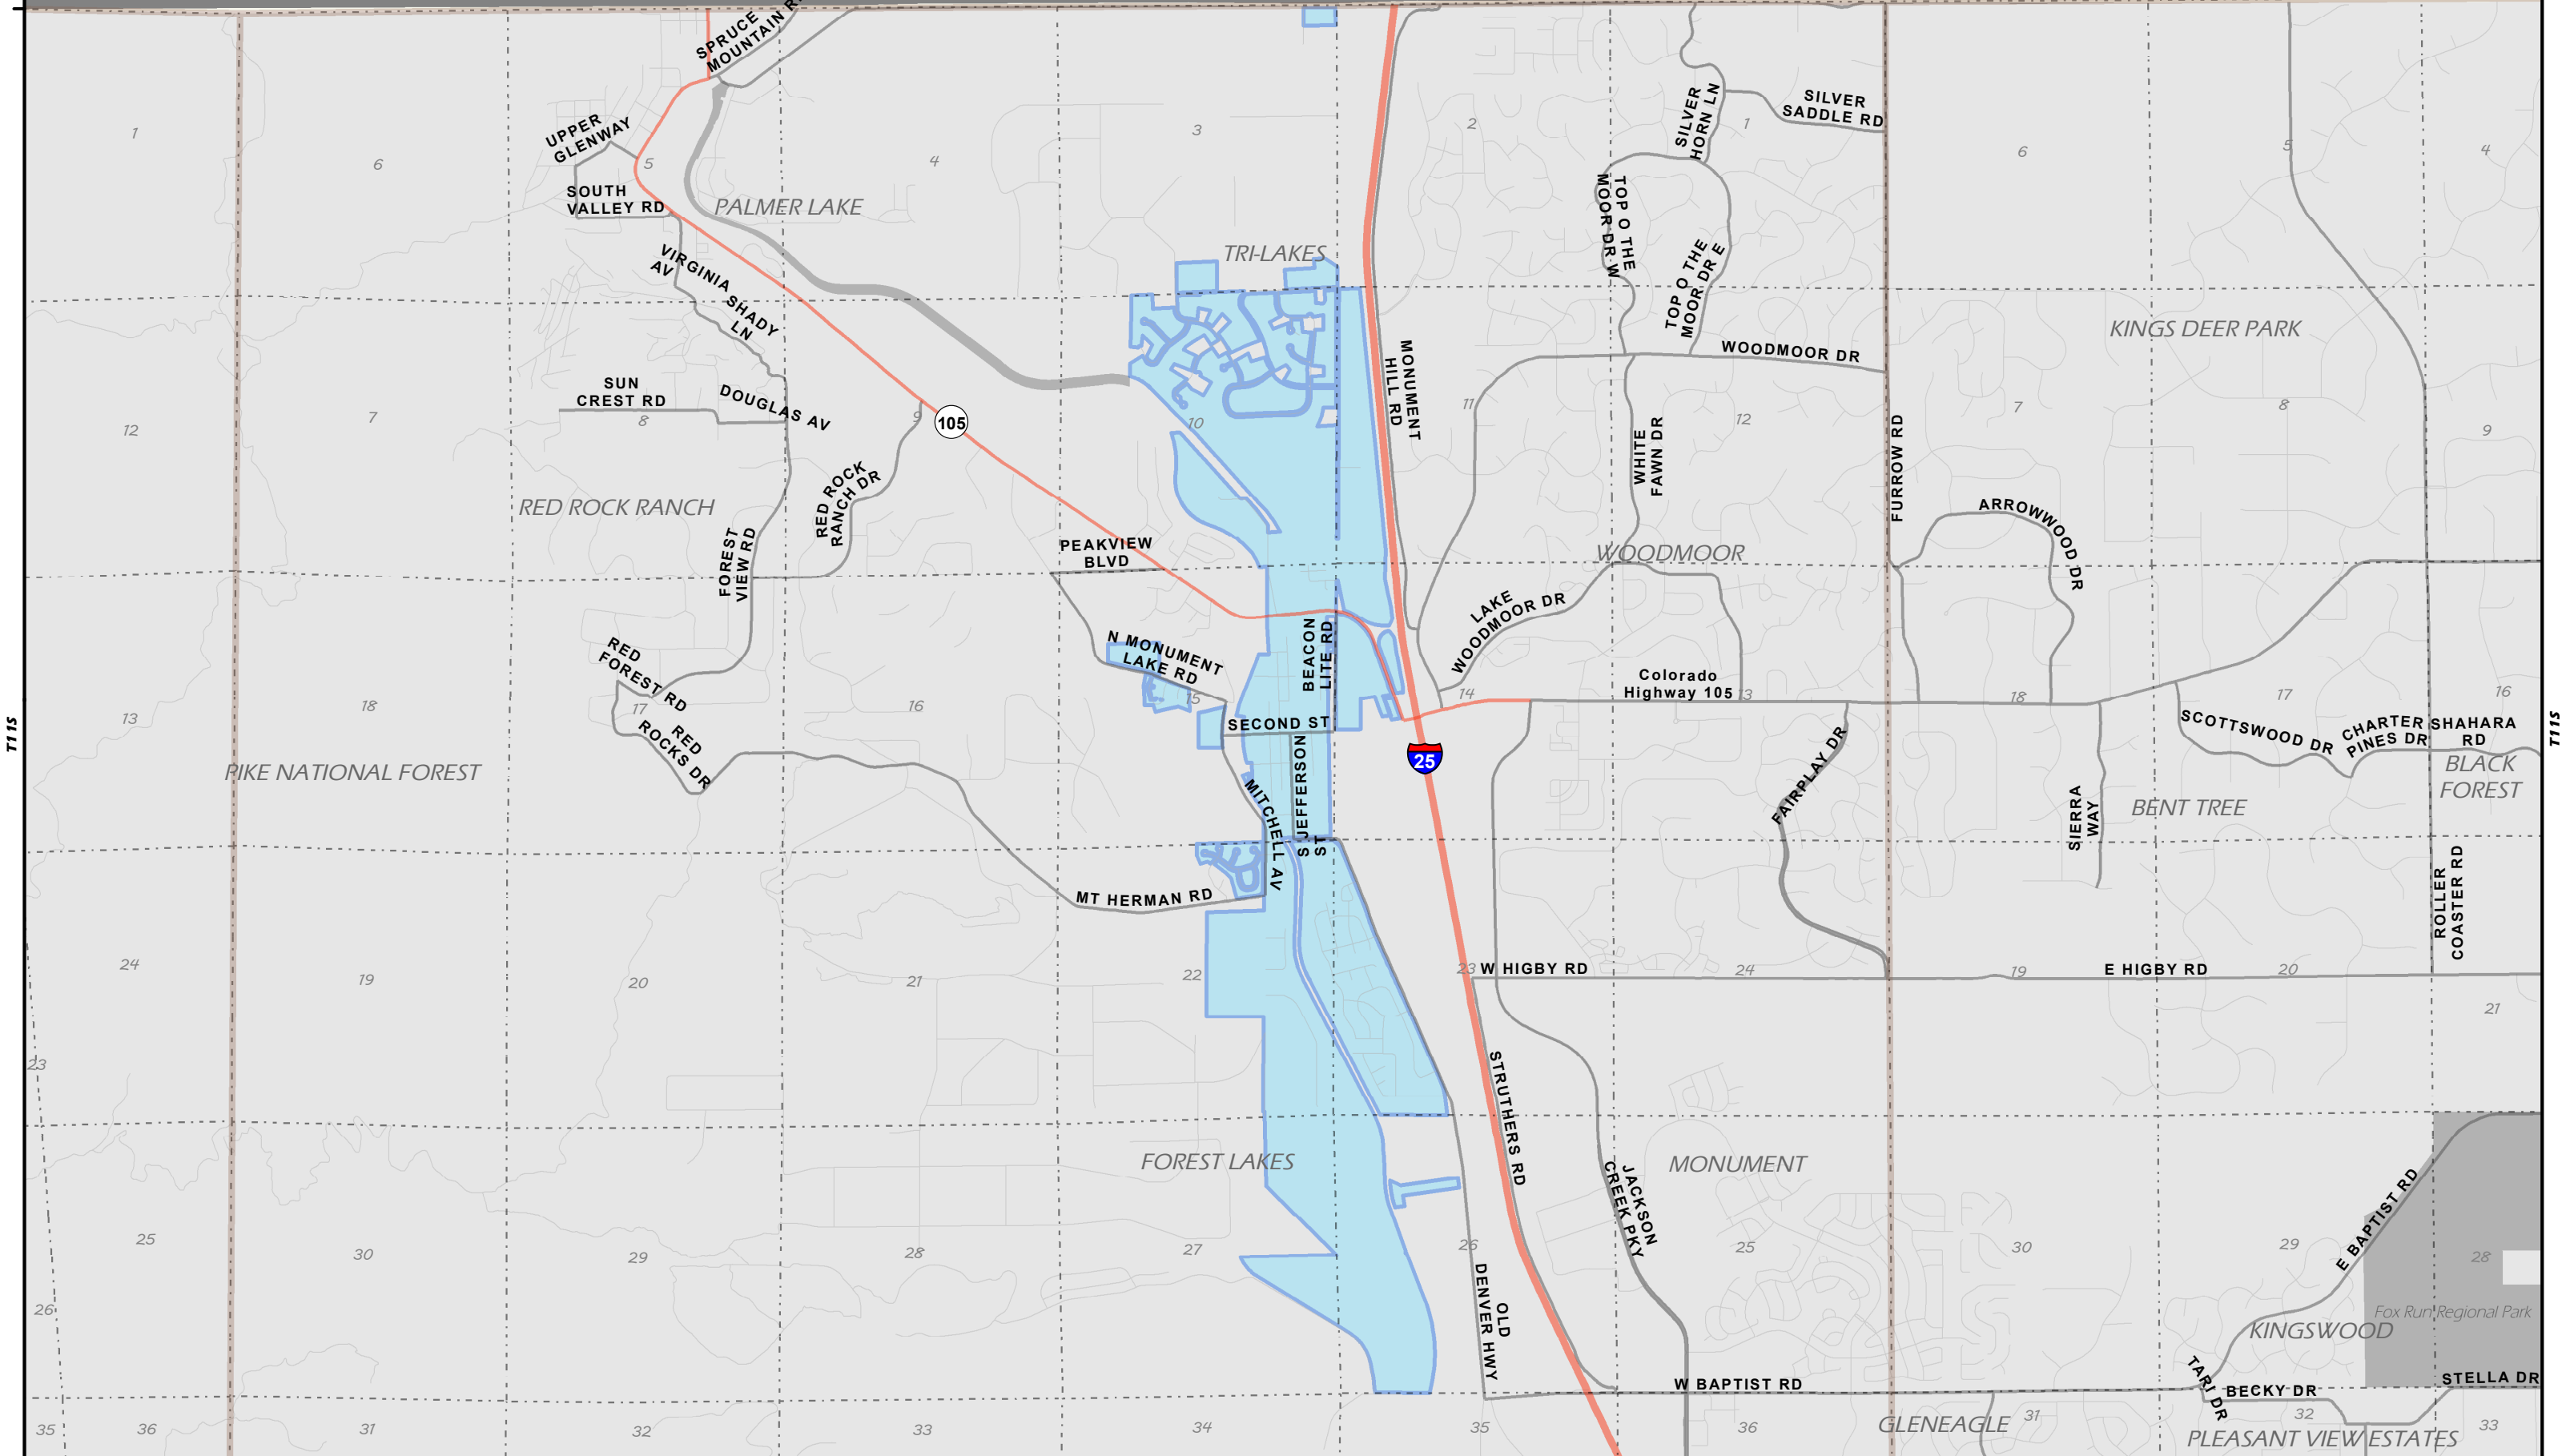 SPRUCE
MOUNTAIN R
SILVER
HORN LN
SILVER
SADDLE RD
1
6
UPPER
GLENWAY
5
4
3
2
1
6
5
4
SOUTH
VALLEY RD
PALMER LAKE
TOP O THE
MOOR DR W
TOP O THE
MOOR DR E
TRI-LAKES
VIRGINIA
AV
SHADY
LN
KINGS DEER PARK
MONUMENT
HILL RD
WOODMOOR DR
SUN
CREST RD
DOUGLAS AV
12
7
8
9
105
10
11
12
7
8
9
WHITE
FAWN DR
FURROW RD
RED ROCK
RANCH DR
RED ROCK RANCH
ARROWWOOD DR
FOREST
VIEW RD
PEAKVIEW
BLVD
WOODMOOR
LAKE
WOODMOOR DR
BEACON
LITE RD
N MONUMENT
LAKE RD
RED
FOREST RD
Colorado
Highway 105
13
18
17
16
15
14
13
18
17
16
T11S
T11S
SECOND ST
RED
ROCKS DR
SCOTTSWOOD DR
CHARTER
PINES DR
SHAHARA
RD
PIKE NATIONAL FOREST
25
BLACK
FOREST
MITCHELL AV
S JEFFERSON
ST
FAIRPLAY DR
SIERRA
WAY
BENT TREE
ROLLER
COASTER RD
MT HERMAN RD
24
19
20
21
22
23
W HIGBY RD
24
19
E HIGBY RD
20
21
23
STRUTHERS RD
FOREST LAKES
MONUMENT
JACKSON
CREEK PKY
E BAPTIST RD
25
30
29
28
27
26
25
30
29
28
26
OLD
DENVER HWY
Fox Run Regional Park
KINGSWOOD
TARI DR
W BAPTIST RD
BECKY DR
STELLA DR
35
36
31
32
33
34
35
36
GLENEAGLE
31
32
33
PLEASANT VIEW ESTATES